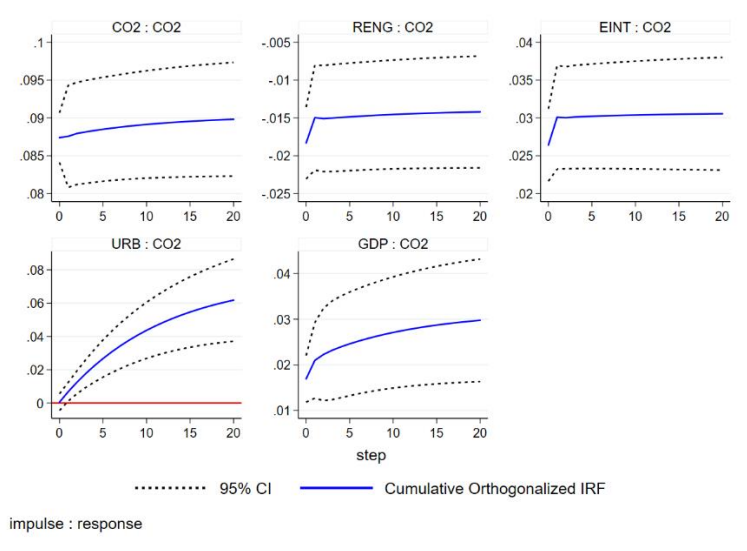 CO2 : CO2
RENG : CO2
EINT : CO2
.1
.095
.09
.085
.08
0 5 10 15 20
-.005
-.01
-.015
-.02
-.025
0 5 10 15 20
.04
.035
.03
.025
.02
0 5 10 15 20
URB : CO2
GDP : CO2
.08
.06
.04
.02
0
0 5 10 15 20
.04
.03
.02
.01
0 5 10 15 20
step
95% CI
Cumulative Orthogonalized IRF
impulse : response